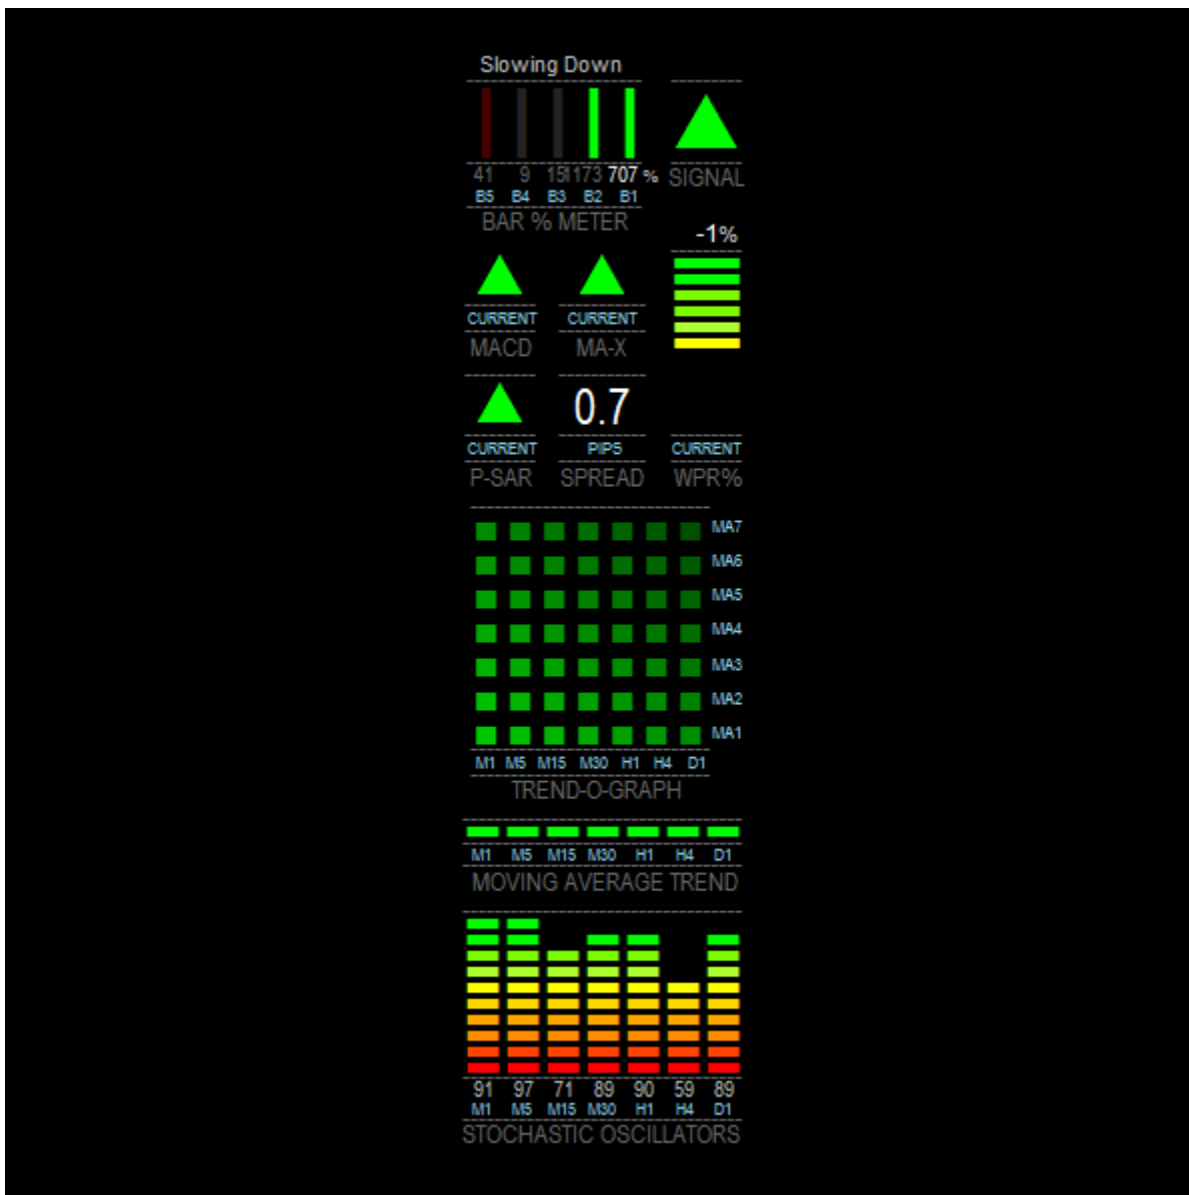 Slowing Down
41 9 151173 707 %
B5 B4 B3 B2 B1
BAR % METER
SIGNAL
-1%
CURRENT CURRENT
MACD MA-X
0.7
CURRENT PIPS CURRENT
P-SAR SPREAD WPR%
MA7
MA6
MA5
MA4
MA3
MA2
MA1
M1 M5 M15 M30 H1 H4 D1
TREND-O-GRAPH
M1 M5 M15 M30 H1 H4 D1
MOVING AVERAGE TREND
91 97 71 89 90 59 89
M1 M5 M15 M30 H1 H4 D1
STOCHASTIC OSCILLATORS